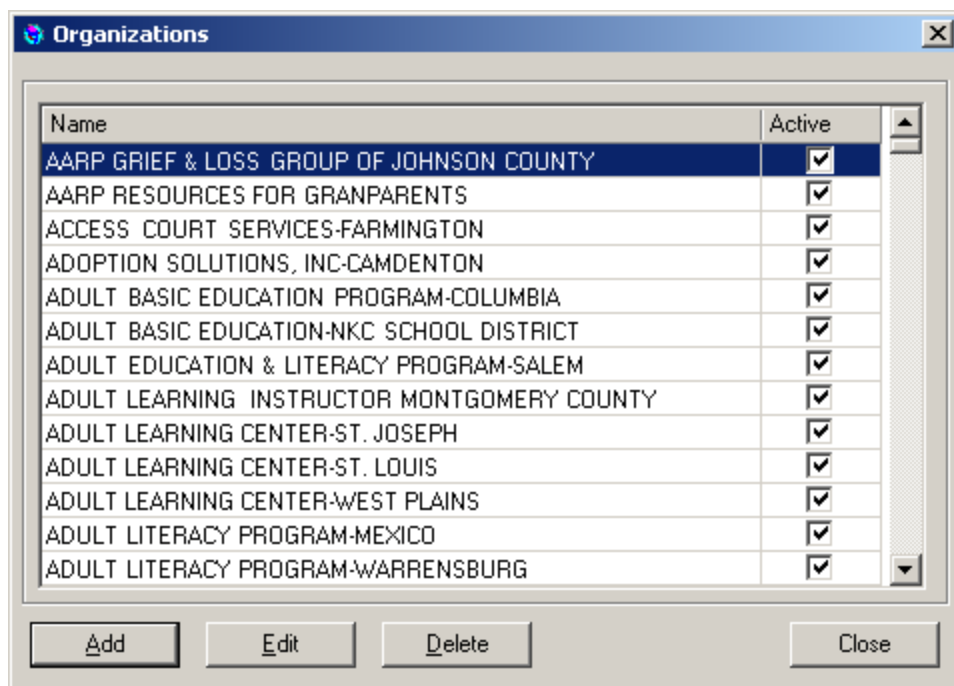 Organizations
Name Active
AARP GRIEF & LOSS GROUP OF JOHNSON COUNTY
AARP RESOURCES FOR GRANPARENTS
ACCESS COURT SERVICES-FARMINGTON
ADOPTION SOLUTIONS, INC-CAMDENTON
ADULT BASIC EDUCATION PROGRAM-COLUMBIA
ADULT BASIC EDUCATION-NKC SCHOOL DISTRICT
ADULT EDUCATION & LITERACY PROGRAM-SALEM
ADULT LEARNING INSTRUCTOR MONTGOMERY COUNTY
ADULT LEARNING CENTER-ST. JOSEPH
ADULT LEARNING CENTER-ST. LOUIS
ADULT LEARNING CENTER-WEST PLAINS
ADULT LITERACY PROGRAM-MEXICO
ADULT LITERACY PROGRAM-WARRENSBURG
Add Edit Delete Close